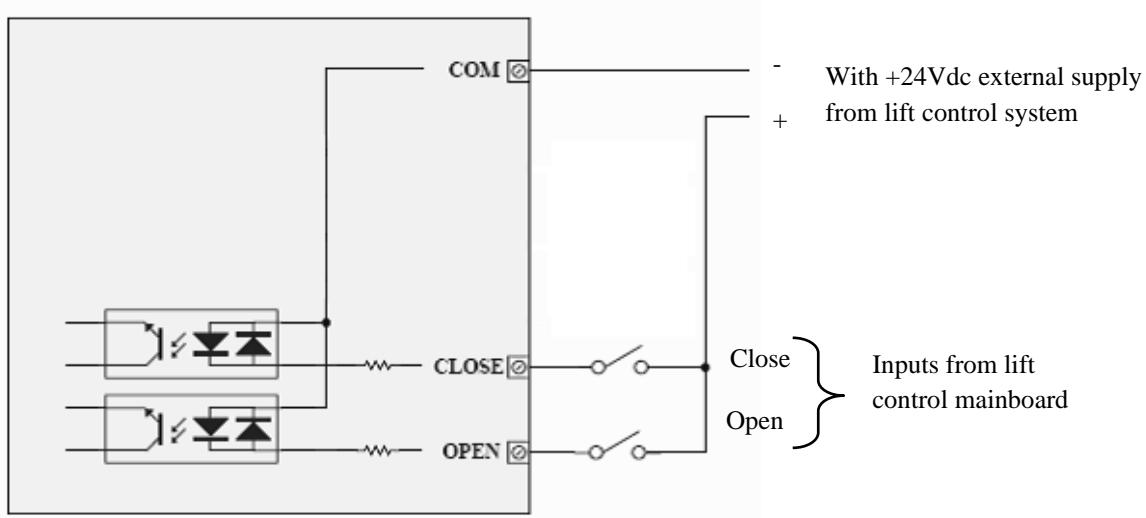 COM
-
With +24Vdc external supply
+
from lift control system
CLOSE
Close
Inputs from lift
control mainboard
Open
OPEN